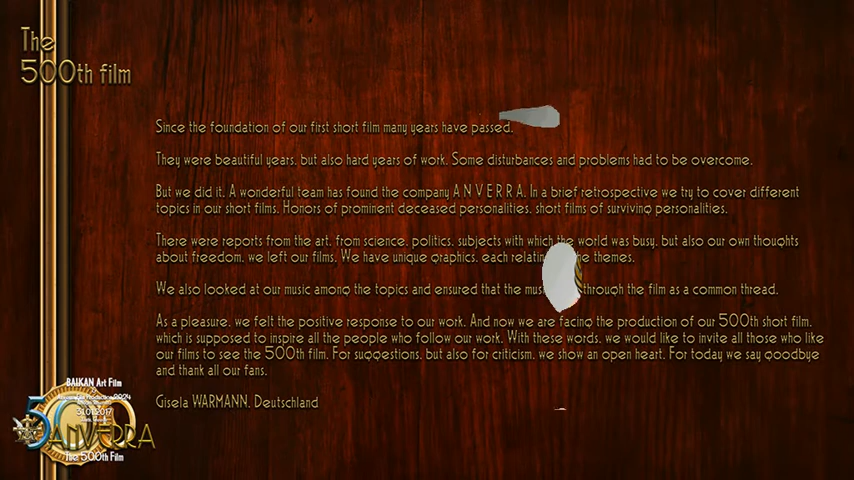 The
500th film
Since the foundation of our first short film many years have passed.
They were beautiful years, but also hard years of work. Some disturbances and problems had to be overcome.
But we did it. A wonderful team has found the company A N V E R R A. In a brief retrospective we try to cover different
topics in our short films. Honors of prominent deceased personalities, short films of surviving personalities.
There were reports from the art, from science, politics, subjects with which the world was busy, but also our own thoughts
about freedom, we left our films. We have unique graphics, each themes.
We also looked at our music among the topics and ensured that the through the film as a common thread.
As a pleasure, we felt the positive response to our work. And now we are facing the production of our 500th short film,
which is supposed to inspire all the people who follow our work. With these words, we would like to invite all those who like
our films to see the 500th film. For suggestions, but also for criticism, we show an open heart. For today we say goodbye
and thank all our fans.
Gisela WARMANN, Deutschland
BALKAN Art Film
31.01.2017
500
ANVERRA
The 500th Film